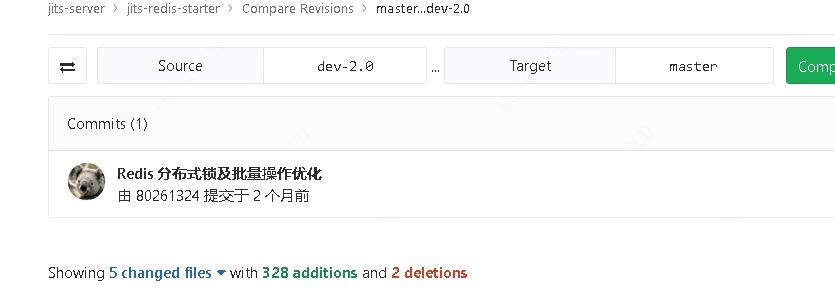 jits-server > jits-redis-starter > Compare Revisions > master...dev-2.0
Source dev-2.0 ... Target master Comp
Commits (1)
Redis 分布式锁及批量操作优化
由 80261324 提交于 2 个月前
Showing 5 changed files with 328 additions and 2 deletions